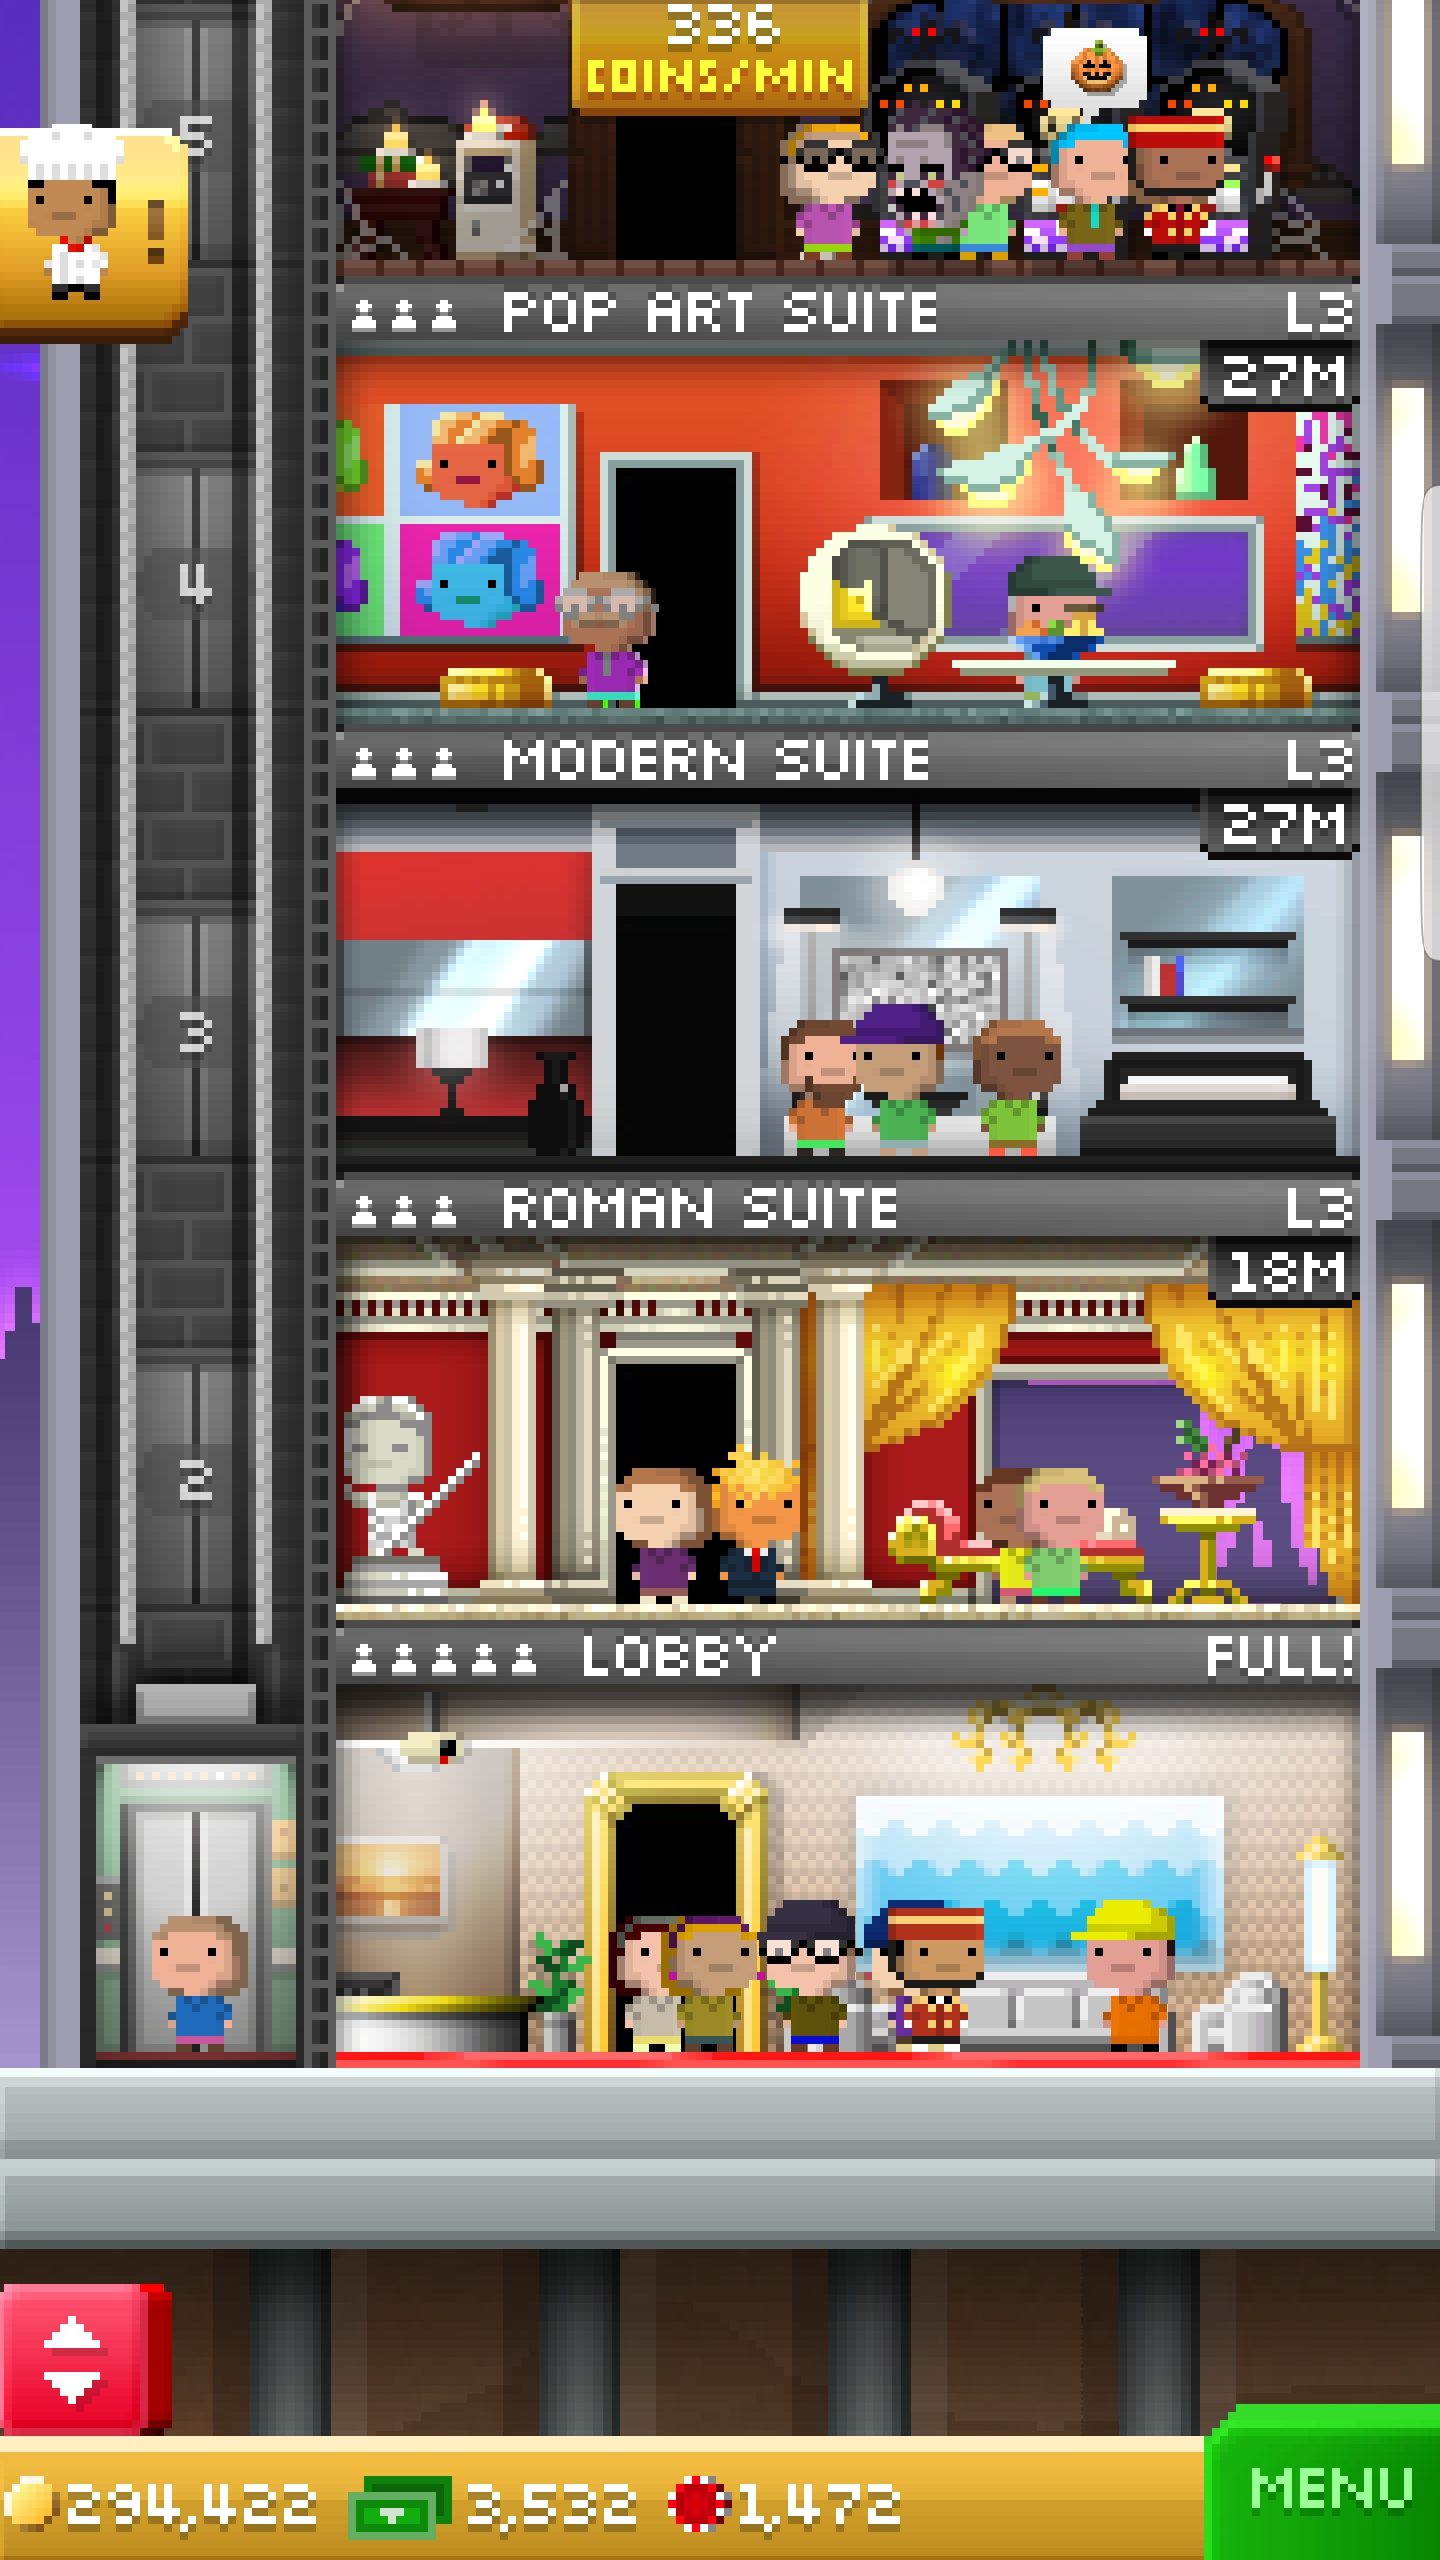 336
COINS/MIN
5
!
POP ART SUITE L3
27M
4
MODERN SUITE L3
27M
3
ROMAN SUITE L3
18M
2
LOBBY FULL!
294,422 3,532 1,472
MENU